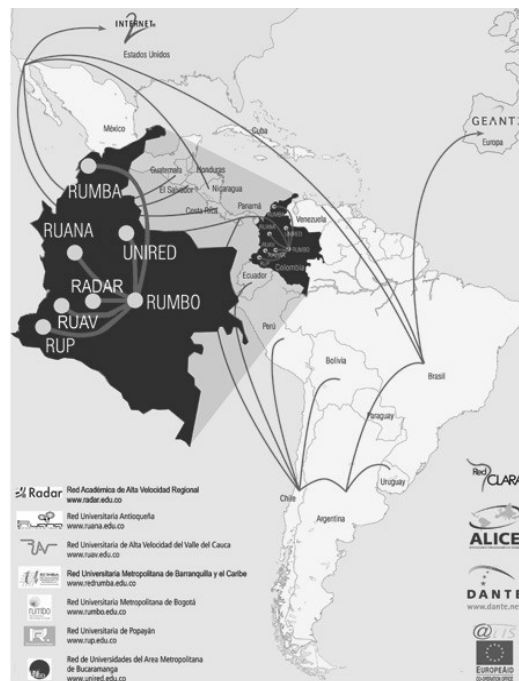 INTERNET2
Estados Unidos
GEANT2
Europa
México
Cuba
Guatemala
Honduras
El Salvador
Nicaragua
Costa Rica
Panamá
Venezuela
RUMBA
RUANA
UNIRED
RADAR
RUMBO
RUAV
RUP
Colombia
Ecuador
Perú
Bolivia
Brasil
Paraguay
Uruguay
Chile
Argentina
Radar
Red Académica de Alta Velocidad Regional
www.radar.edu.co
Red Universitaria Antioqueña
www.ruana.edu.co
Red Universitaria de Alta Velocidad del Valle del Cauca
www.ruav.edu.co
Red Universitaria Metropolitana de Barranquilla y el Caribe
www.redrumba.edu.co
rumbo
Red Universitaria Metropolitana de Bogotá
www.rumbo.edu.co
R.
Red Universitaria de Popayán
www.rup.edu.co
Red de Universidades del Area Metropolitana
de Bucaramanga
www.unired.edu.co
Red
CLARA
ALICE
DANTE
www.dante.net
@LIS
EUROPEAID
CO-OPERATION OFFICE